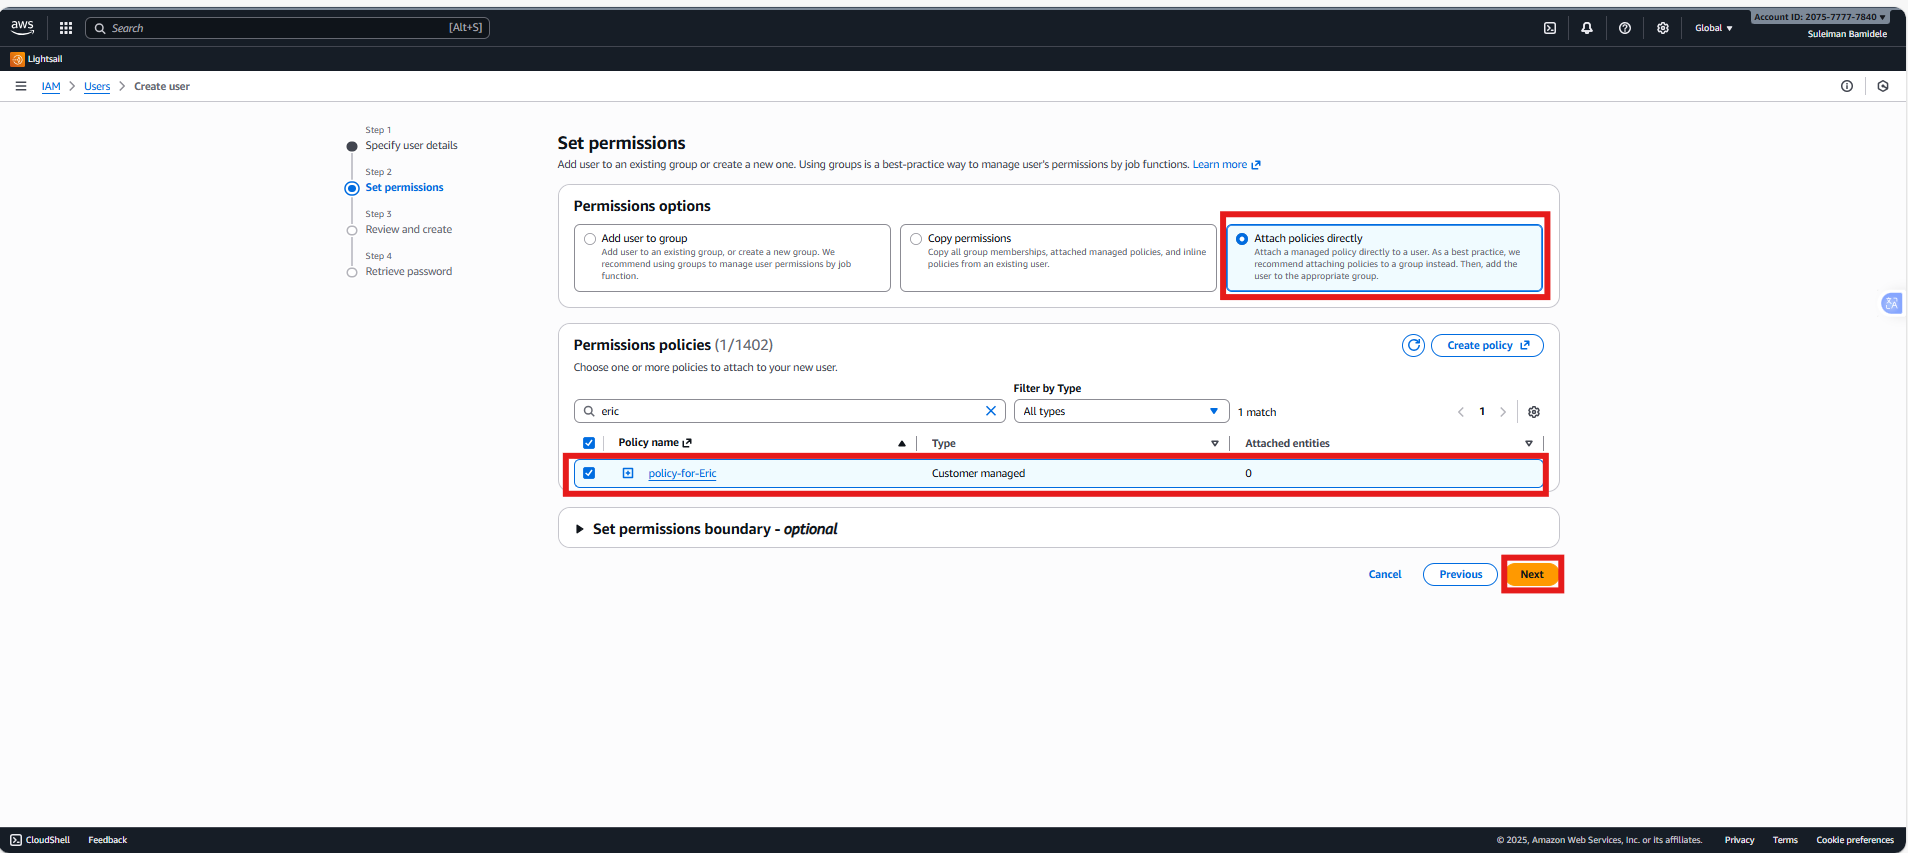 aws
Search
[Alt+S]
Global
Account ID: 2075-7777-7840
Suleiman Bamidele
Lightsail
IAM
Users
Create user
Step 1
Specify user details
Step 2
Set permissions
Step 3
Review and create
Step 4
Retrieve password
Set permissions
Add user to an existing group or create a new one. Using groups is a best-practice way to manage user's permissions by job functions. Learn more
Permissions options
Add user to group
Add user to an existing group, or create a new group. We
recommend using groups to manage user permissions by job
function.
Copy permissions
Copy all group memberships, attached managed policies, and inline
policies from an existing user.
Attach policies directly
Attach a managed policy directly to a user. As a best practice, we
recommend attaching policies to a group instead. Then, add the
user to the appropriate group.
Permissions policies (1/1402)
Create policy
Choose one or more policies to attach to your new user.
Filter by Type
eric
All types
1 match
1
Policy name
Type
Attached entities
policy-for-Eric
Customer managed
0
Set permissions boundary - optional
Cancel
Previous
Next
CloudShell
Feedback
© 2025, Amazon Web Services, Inc. or its affiliates.
Privacy
Terms
Cookie preferences